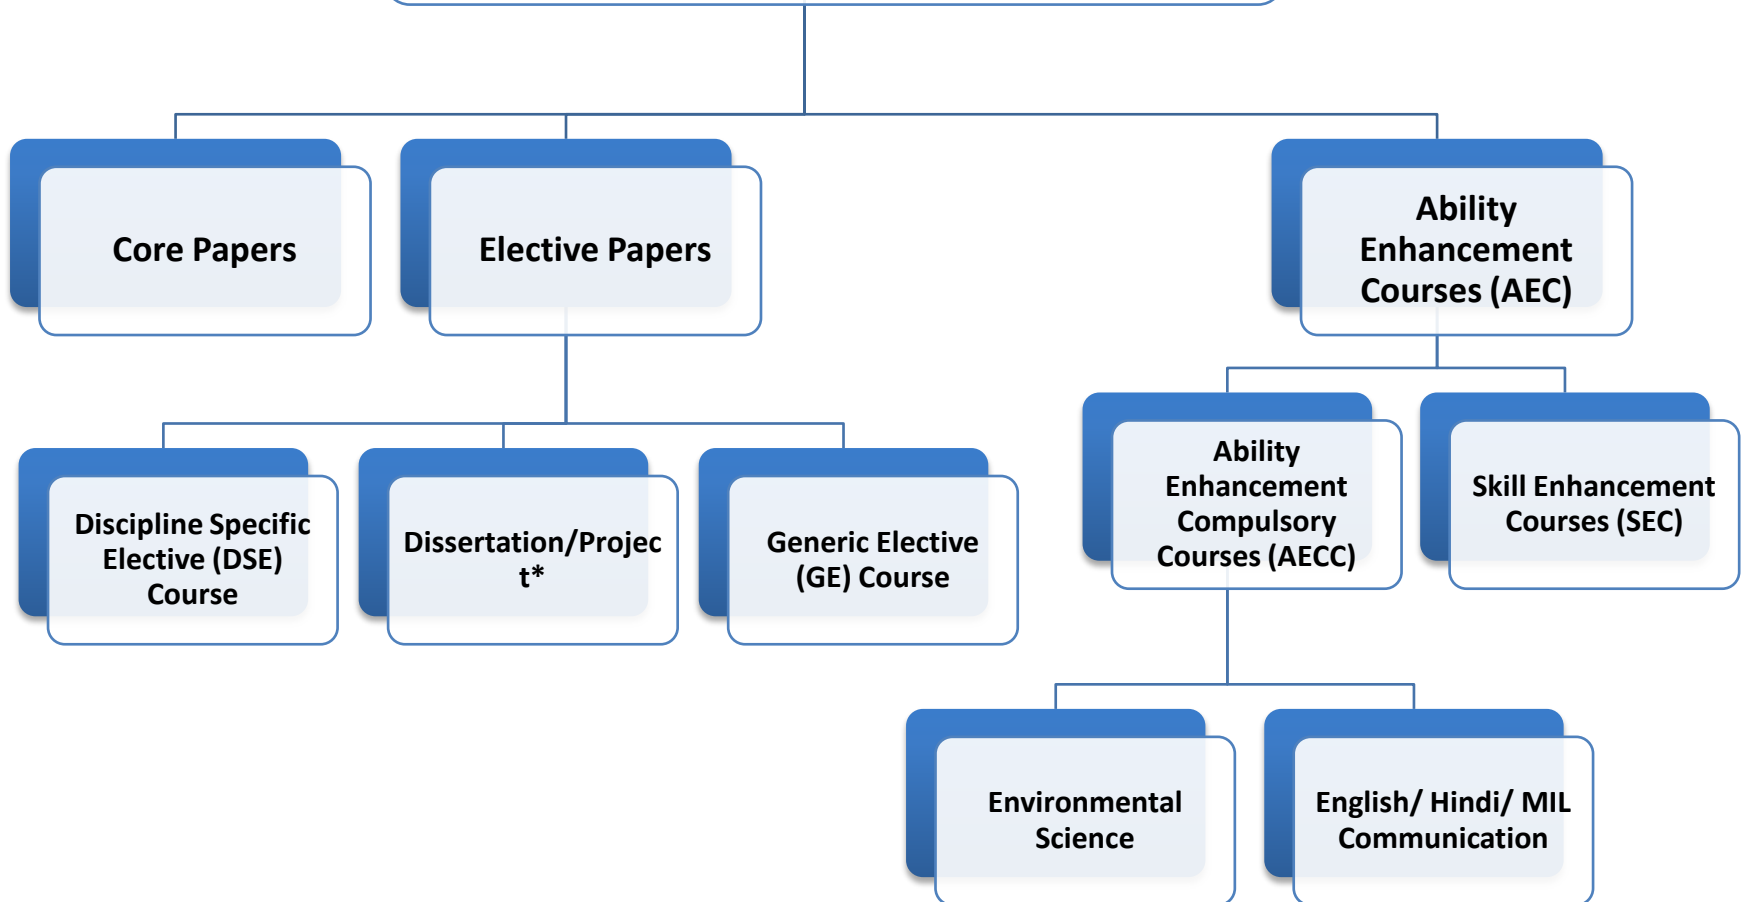 Core Papers
Elective Papers
Ability
Enhancement
Courses (AEC)
Discipline Specific
Elective (DSE)
Course
Dissertation/Projec
t*
Generic Elective
(GE) Course
Ability
Enhancement
Compulsory
Courses (AECC)
Skill Enhancement
Courses (SEC)
Environmental
Science
English/ Hindi/ MIL
Communication